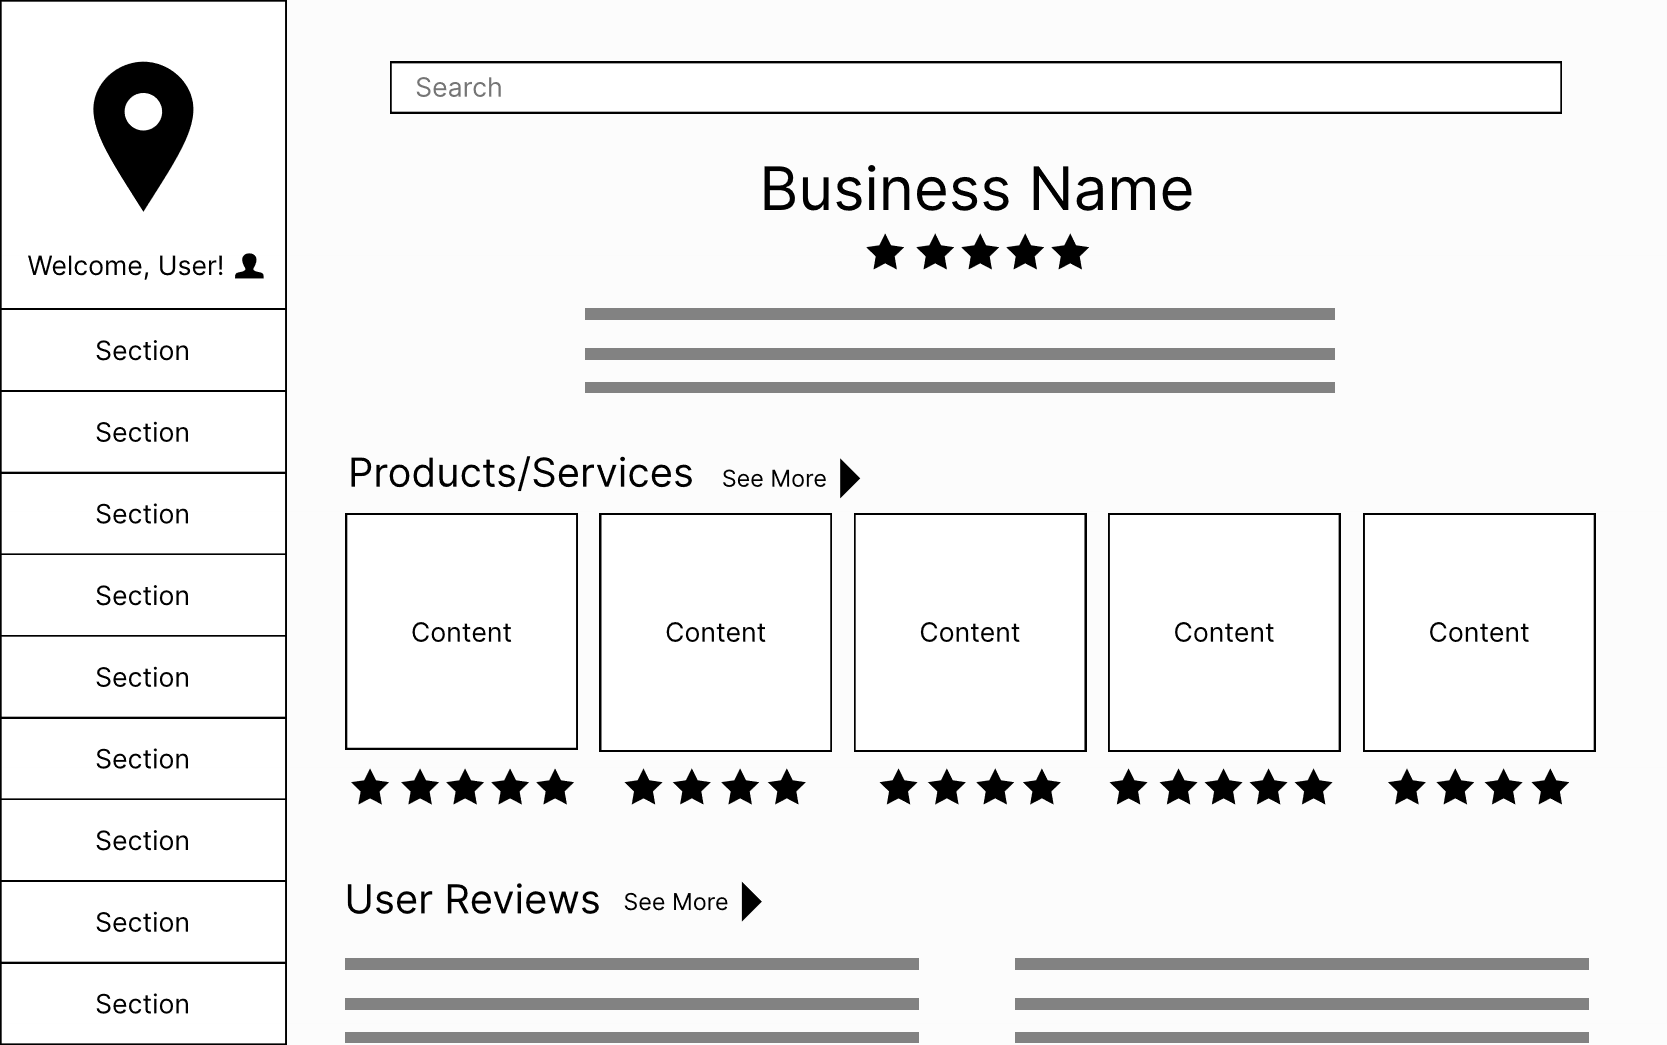 Welcome, User!
Section
Section
Section
Section
Section
Section
Section
Section
Section
Search
Business Name
Products/Services See More
Content Content Content Content Content
User Reviews See More